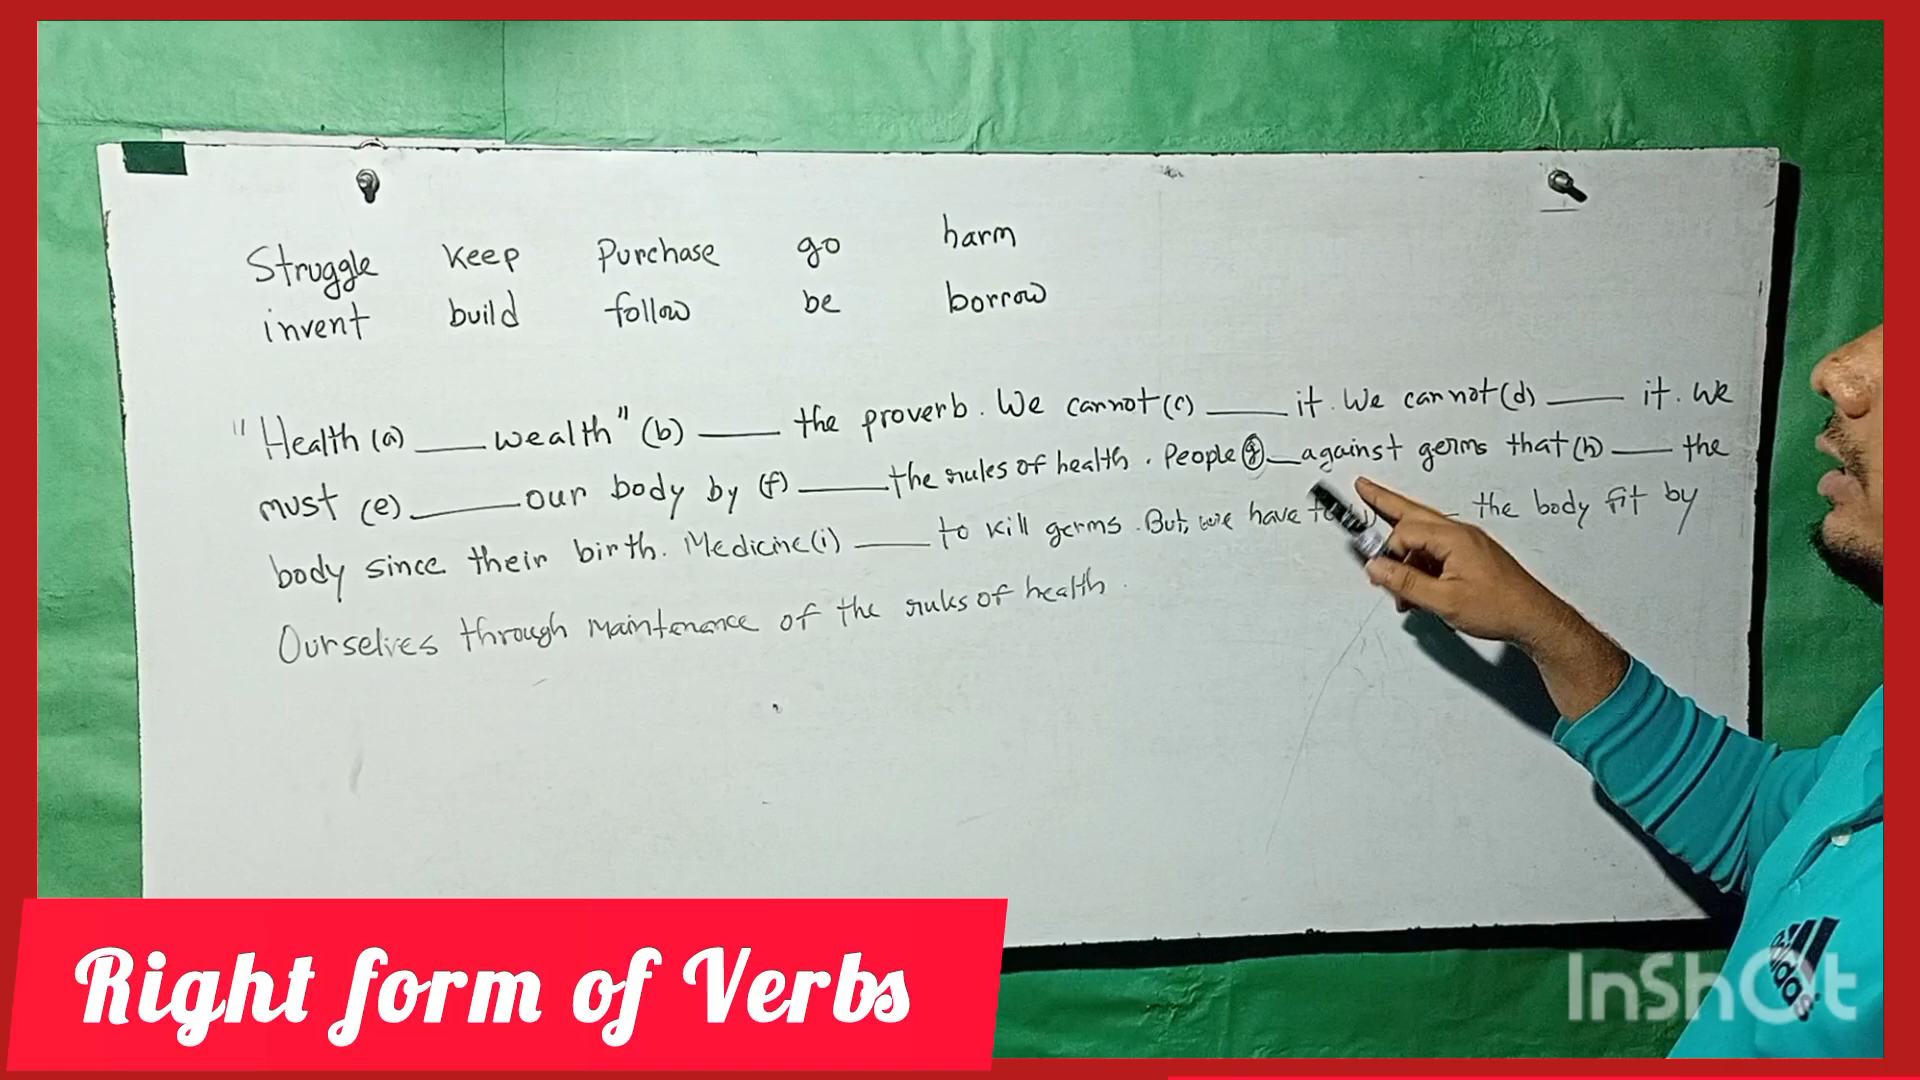 Struggle Keep Purchase go harm
invent build follow be borrow
"Health (a) ___ wealth" (b) ___ the proverb. We cannot (c) ___ it. We cannot (d) ___ it. We
must (e) ___ our body by (f) ___ the rules of health. People (g) ___ against germs that (h) ___ the
body since their birth. Medicine (i) ___ to kill germs. But, we have ___ the body fit by
Ourselves through maintenance of the rules of health.
Right form of Verbs
InShOt
adidas